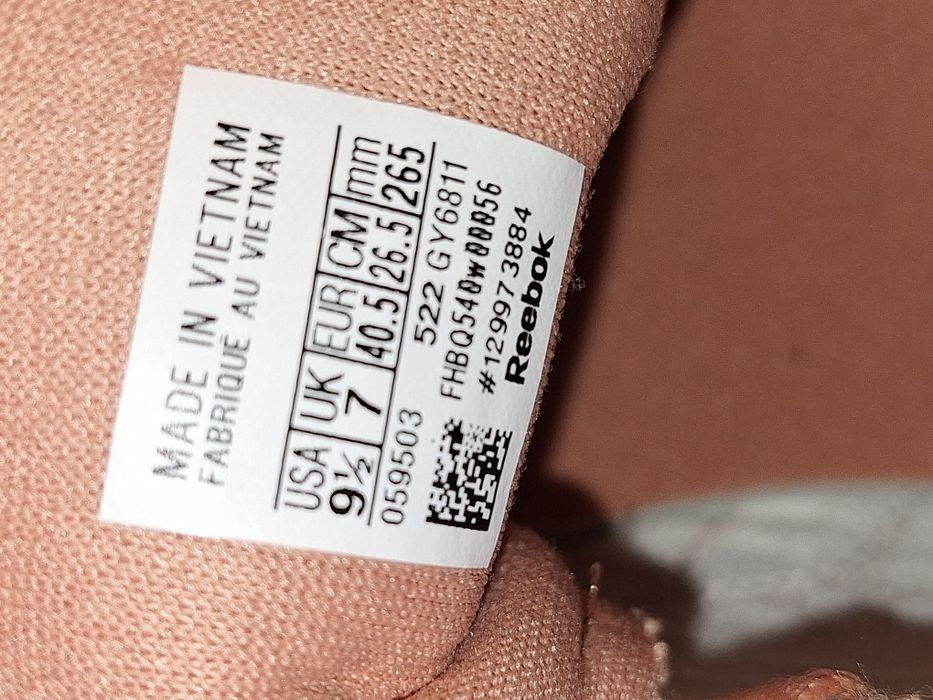 MADE IN VIETNAM
FABRIQUÉ AU VIETNAM
USA UK EUR CM mm
9½ 7 40.5 26.5 265
059503 522 GY6811
FHBQ540w00056
#129973884
Reebok